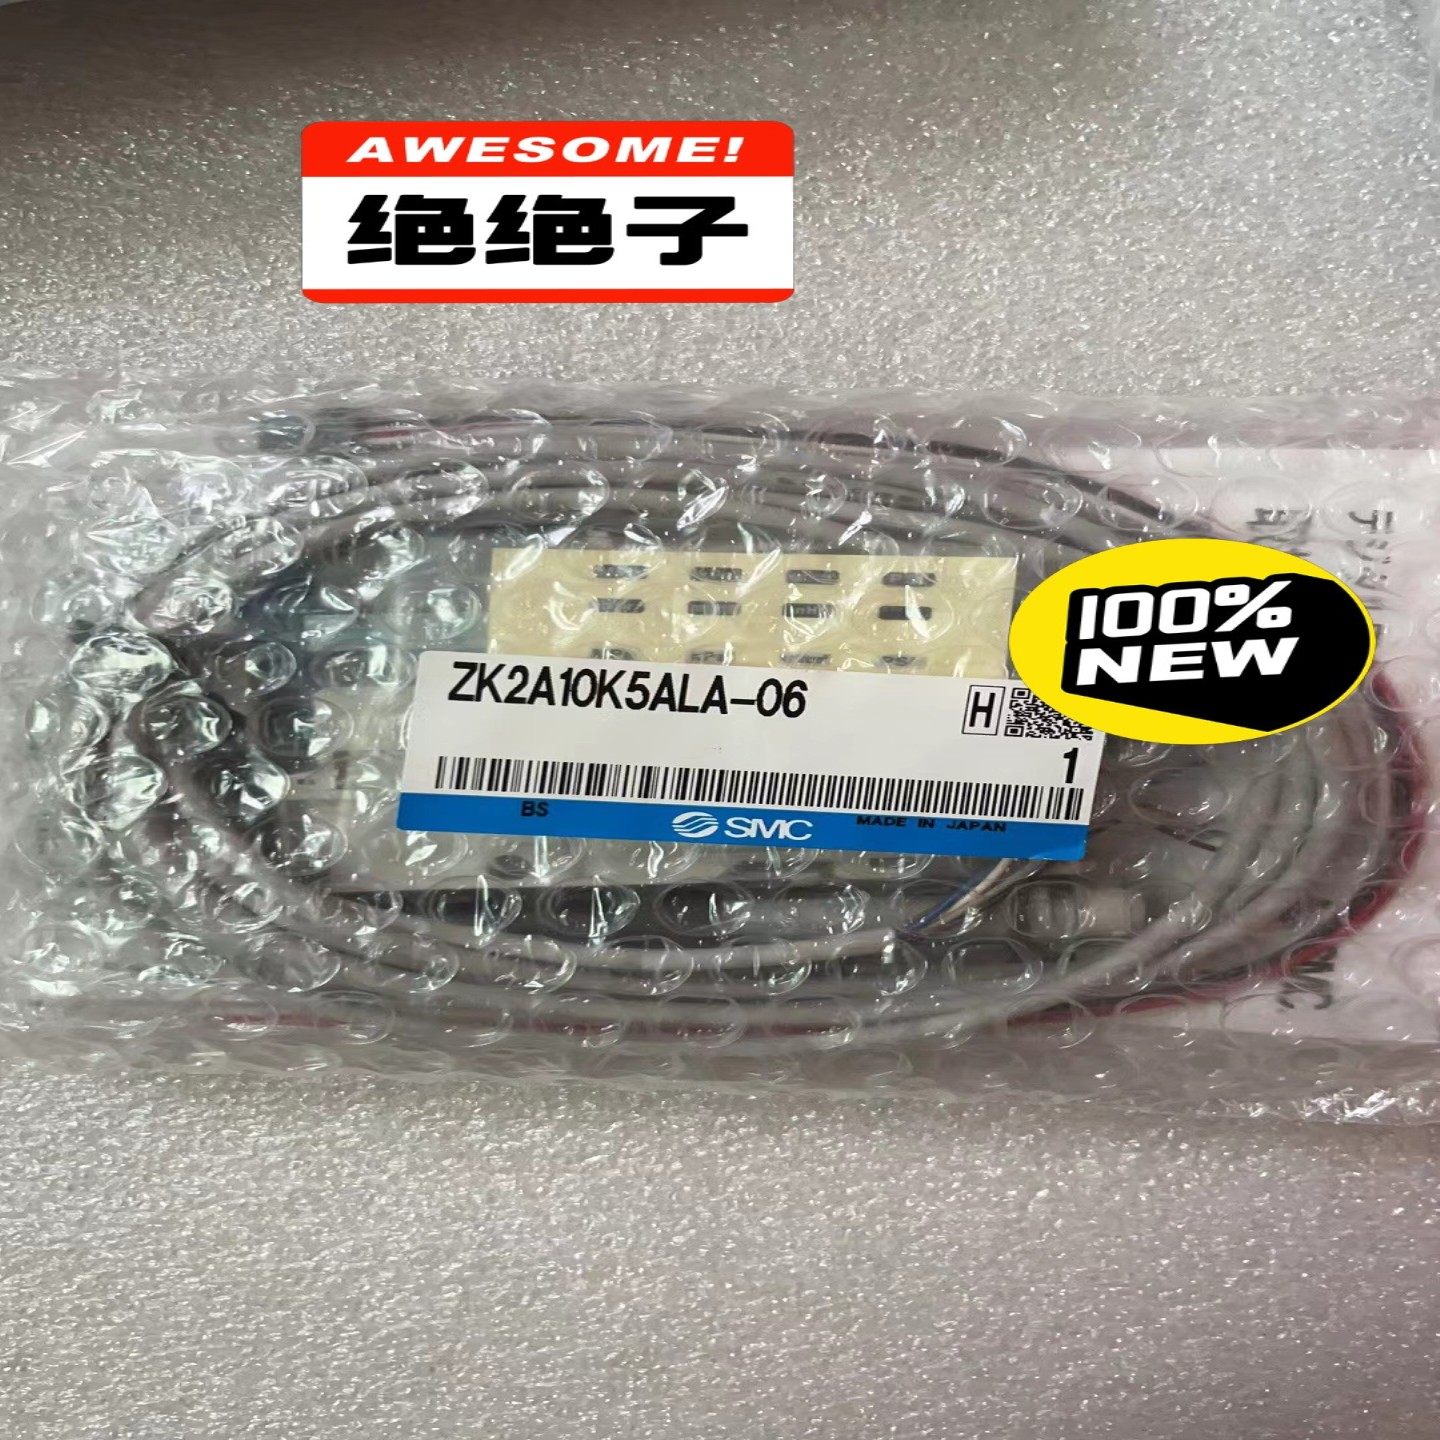 AWESOME!
绝绝子
100%
NEW
ZK2A10K5ALA-06
H
1
BS
SMC
MADE IN JAPAN